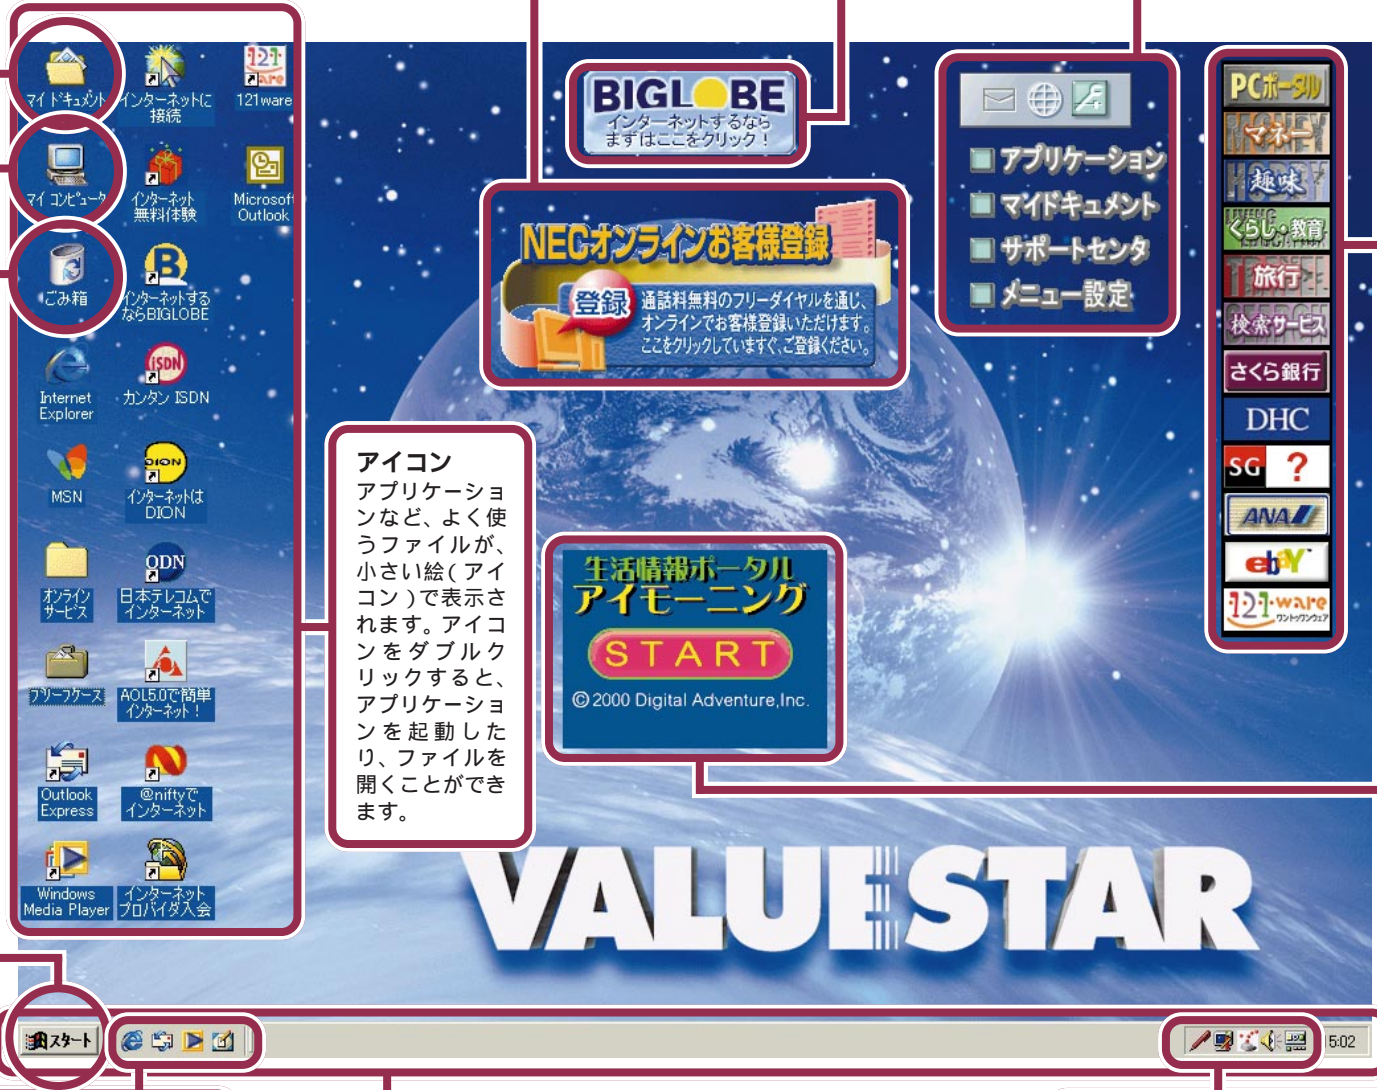 マイ ドキュメント
インターネットに
接続
121ware
マイ コンピュータ
インターネット
無料体験
Microsoft
Outlook
ごみ箱
インターネットする
ならBIGLOBE
Internet
Explorer
カンタン ISDN
MSN
インターネットは
DION
オンライン
サービス
日本テレコムで
インターネット
ブリーフケース
AOL5.0で簡単
インターネット！
Outlook
Express
@niftyで
インターネット
Windows
Media Player
インターネット
プロバイダ入会
BIGLOBE
インターネットするなら
まずはここをクリック！
NECオンラインお客様登録
登録
通話料無料のフリーダイヤルを通じ、
オンラインでお客様登録いただけます。
ここをクリックしていますぐ、ご登録ください。
アプリケーション
マイドキュメント
サポートセンタ
メニュー設定
PCポータル
マネー
趣味
くらし・教育
旅行
検索サービス
さくら銀行
DHC
SG ?
ANA
ebay
121ware
ワントゥワンウェア
アイコン
アプリケーショ
ンなど、よく使
うファイルが、
小さい絵(アイ
コン)で表示さ
れます。アイコ
ンをダブルク
リックすると、
アプリケーショ
ンを起動した
り、ファイルを
開くことができ
ます。
生活情報ポータル
アイモーニング
START
©2000 Digital Adventure,Inc.
VALUESTAR
スタート
15:02